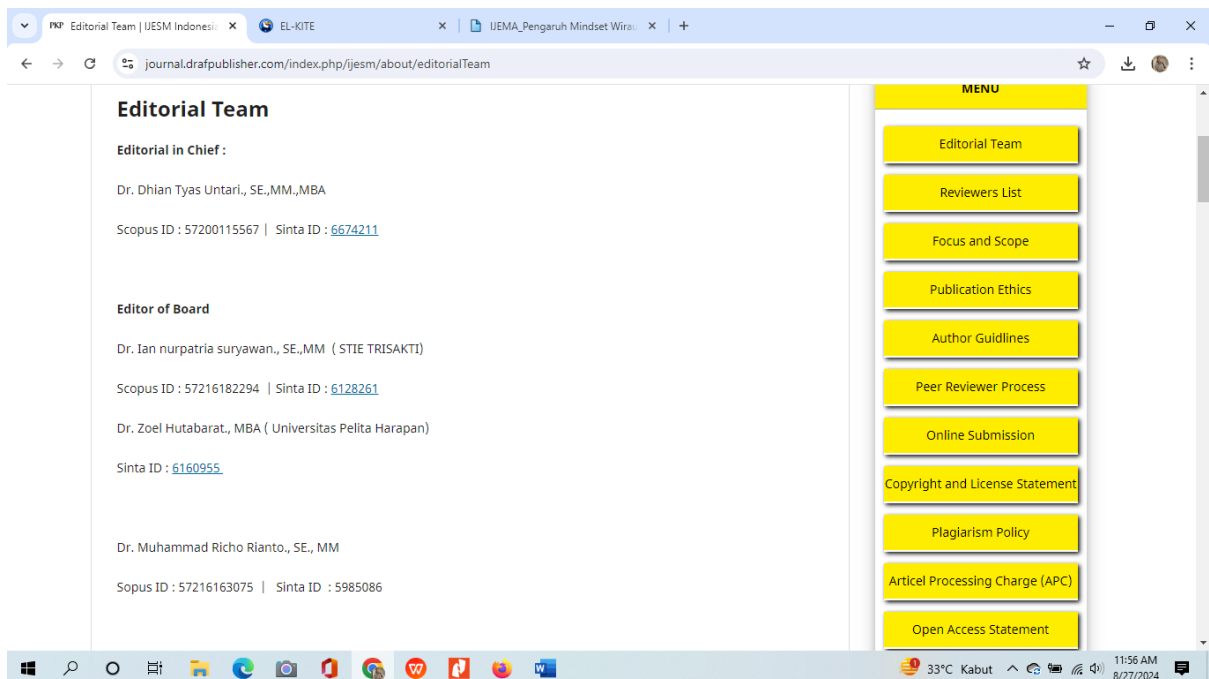 Editorial Team | IJESM Indonesia
EL-KITE
IJEMA_Pengaruh Mindset Wirau
journal.drafpublisher.com/index.php/ijesm/about/editorialTeam
Editorial Team
Editorial in Chief :
Dr. Dhian Tyas Untari., SE.,MM.,MBA
Scopus ID : 57200115567 | Sinta ID : 6674211
Editor of Board
Dr. Ian nurpatria suryawan., SE.,MM ( STIE TRISAKTI)
Scopus ID : 57216182294 | Sinta ID : 6128261
Dr. Zoel Hutabarat., MBA ( Universitas Pelita Harapan)
Sinta ID : 6160955
Dr. Muhammad Richo Rianto., SE., MM
Sopus ID : 57216163075 | Sinta ID : 5985086
MENU
Editorial Team
Reviewers List
Focus and Scope
Publication Ethics
Author Guidlines
Peer Reviewer Process
Online Submission
Copyright and License Statement
Plagiarism Policy
Articel Processing Charge (APC)
Open Access Statement
33°C Kabut
11:56 AM
8/27/2024